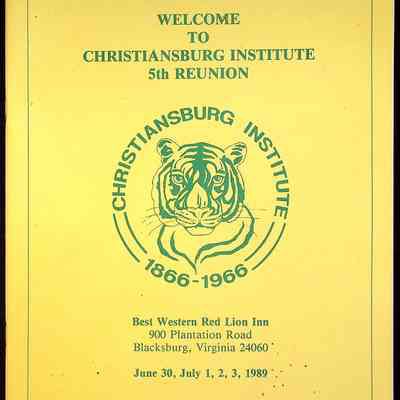 WELCOME
TO
CHRISTIANSBURG INSTITUTE
5th REUNION
CHRISTIANSBURG INSTITUTE
1866-1966
Best Western Red Lion Inn
900 Plantation Road
Blacksburg, Virginia 24060
June 30, July 1, 2, 3, 1989